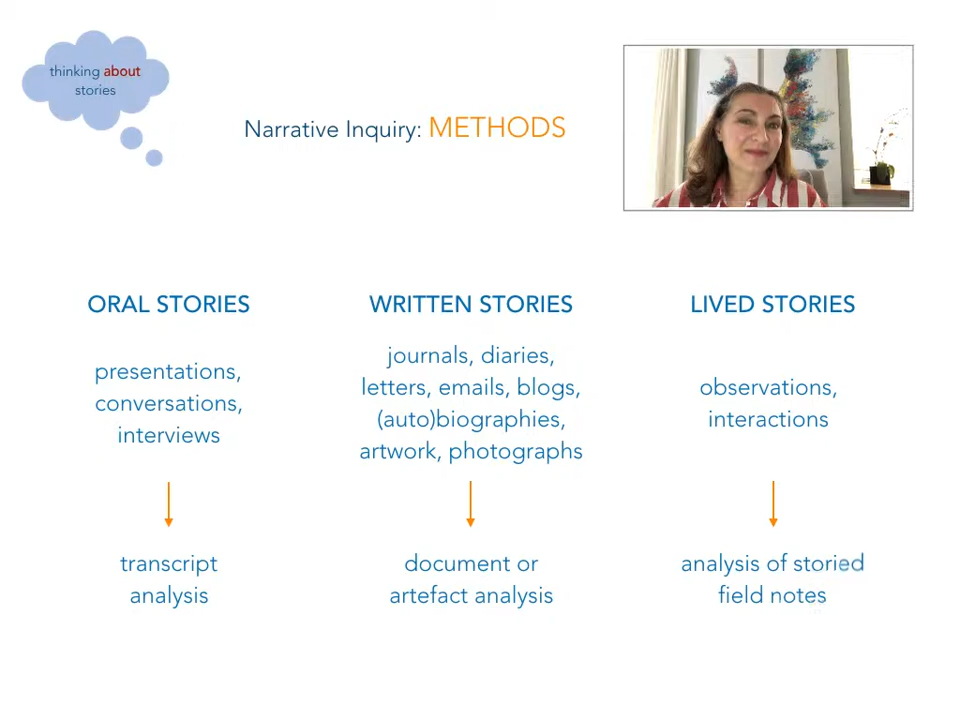 thinking about
stories
Narrative Inquiry: METHODS
ORAL STORIES
presentations,
conversations,
interviews
transcript
analysis
WRITTEN STORIES
journals, diaries,
letters, emails, blogs,
(auto)biographies,
artwork, photographs
document or
artefact analysis
LIVED STORIES
observations,
interactions
analysis of storied
field notes